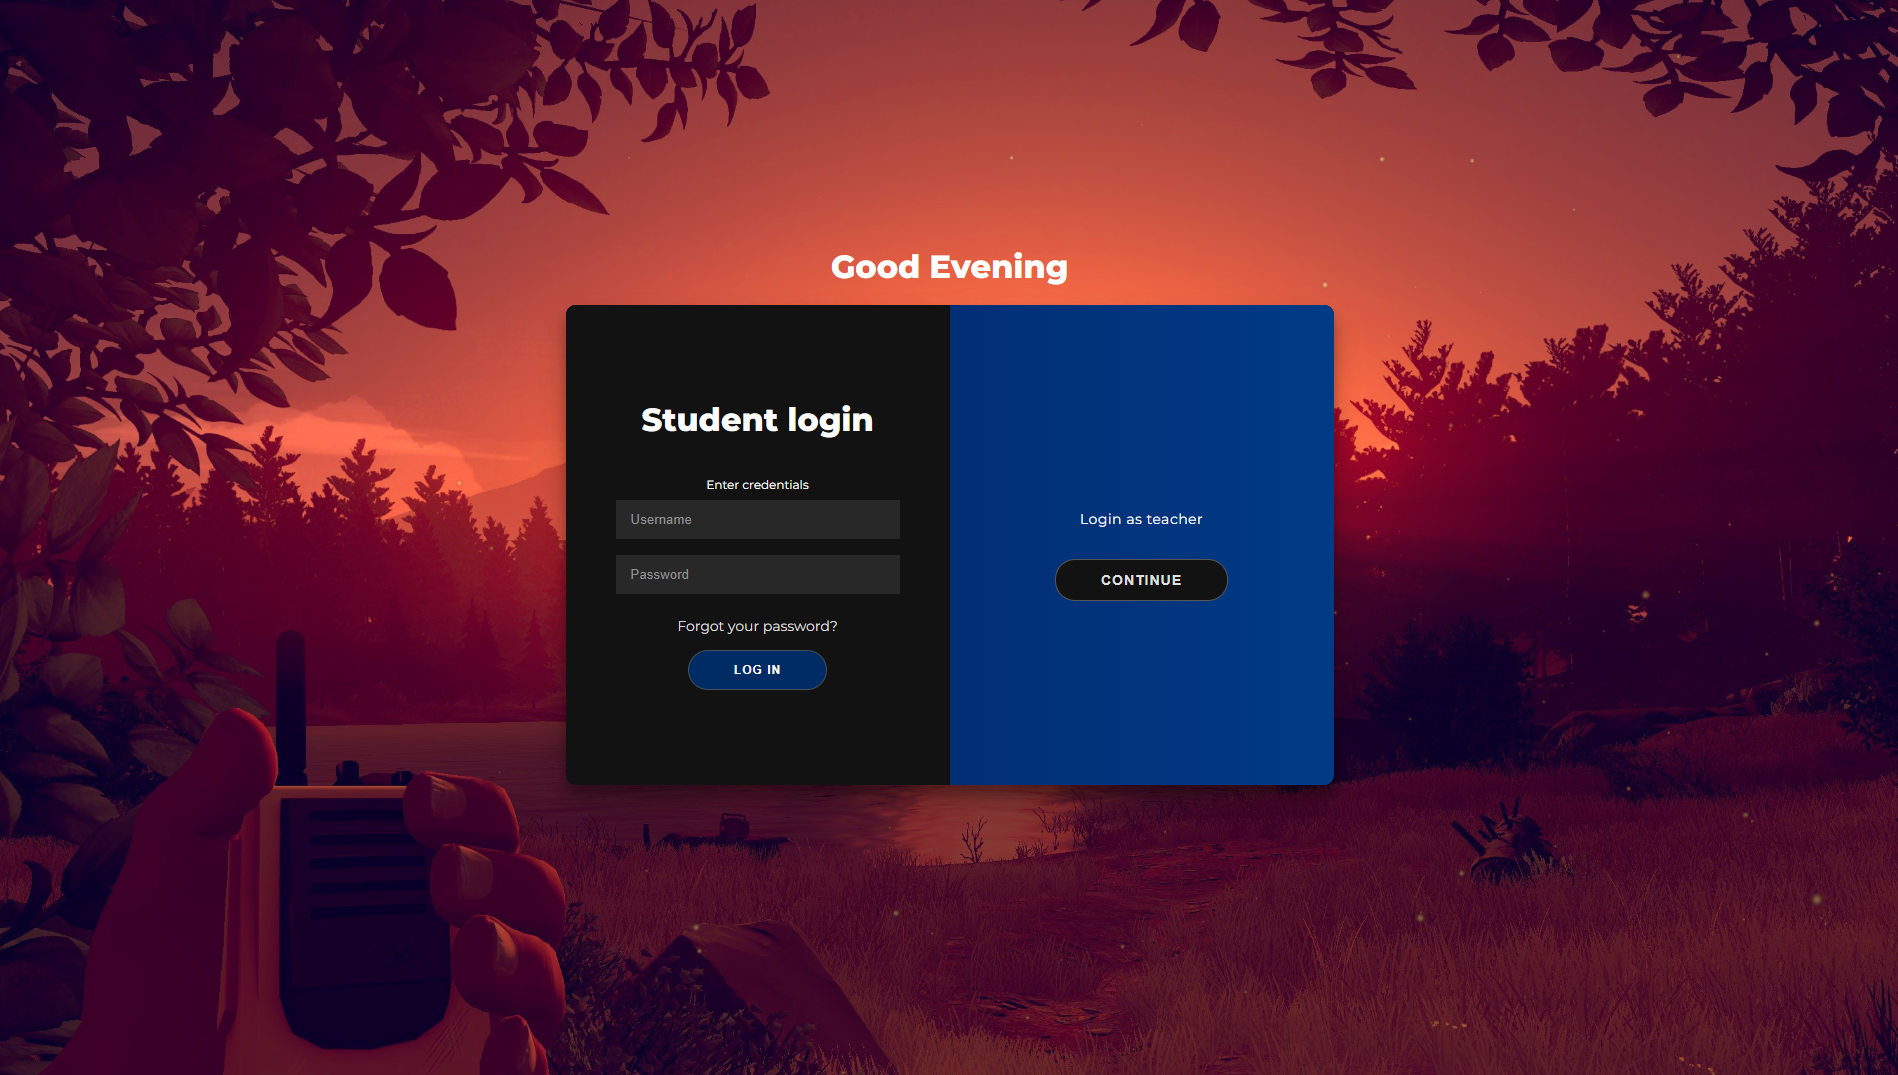 Good Evening
Student login
Enter credentials
Username
Password
Forgot your password?
LOG IN
Login as teacher
CONTINUE